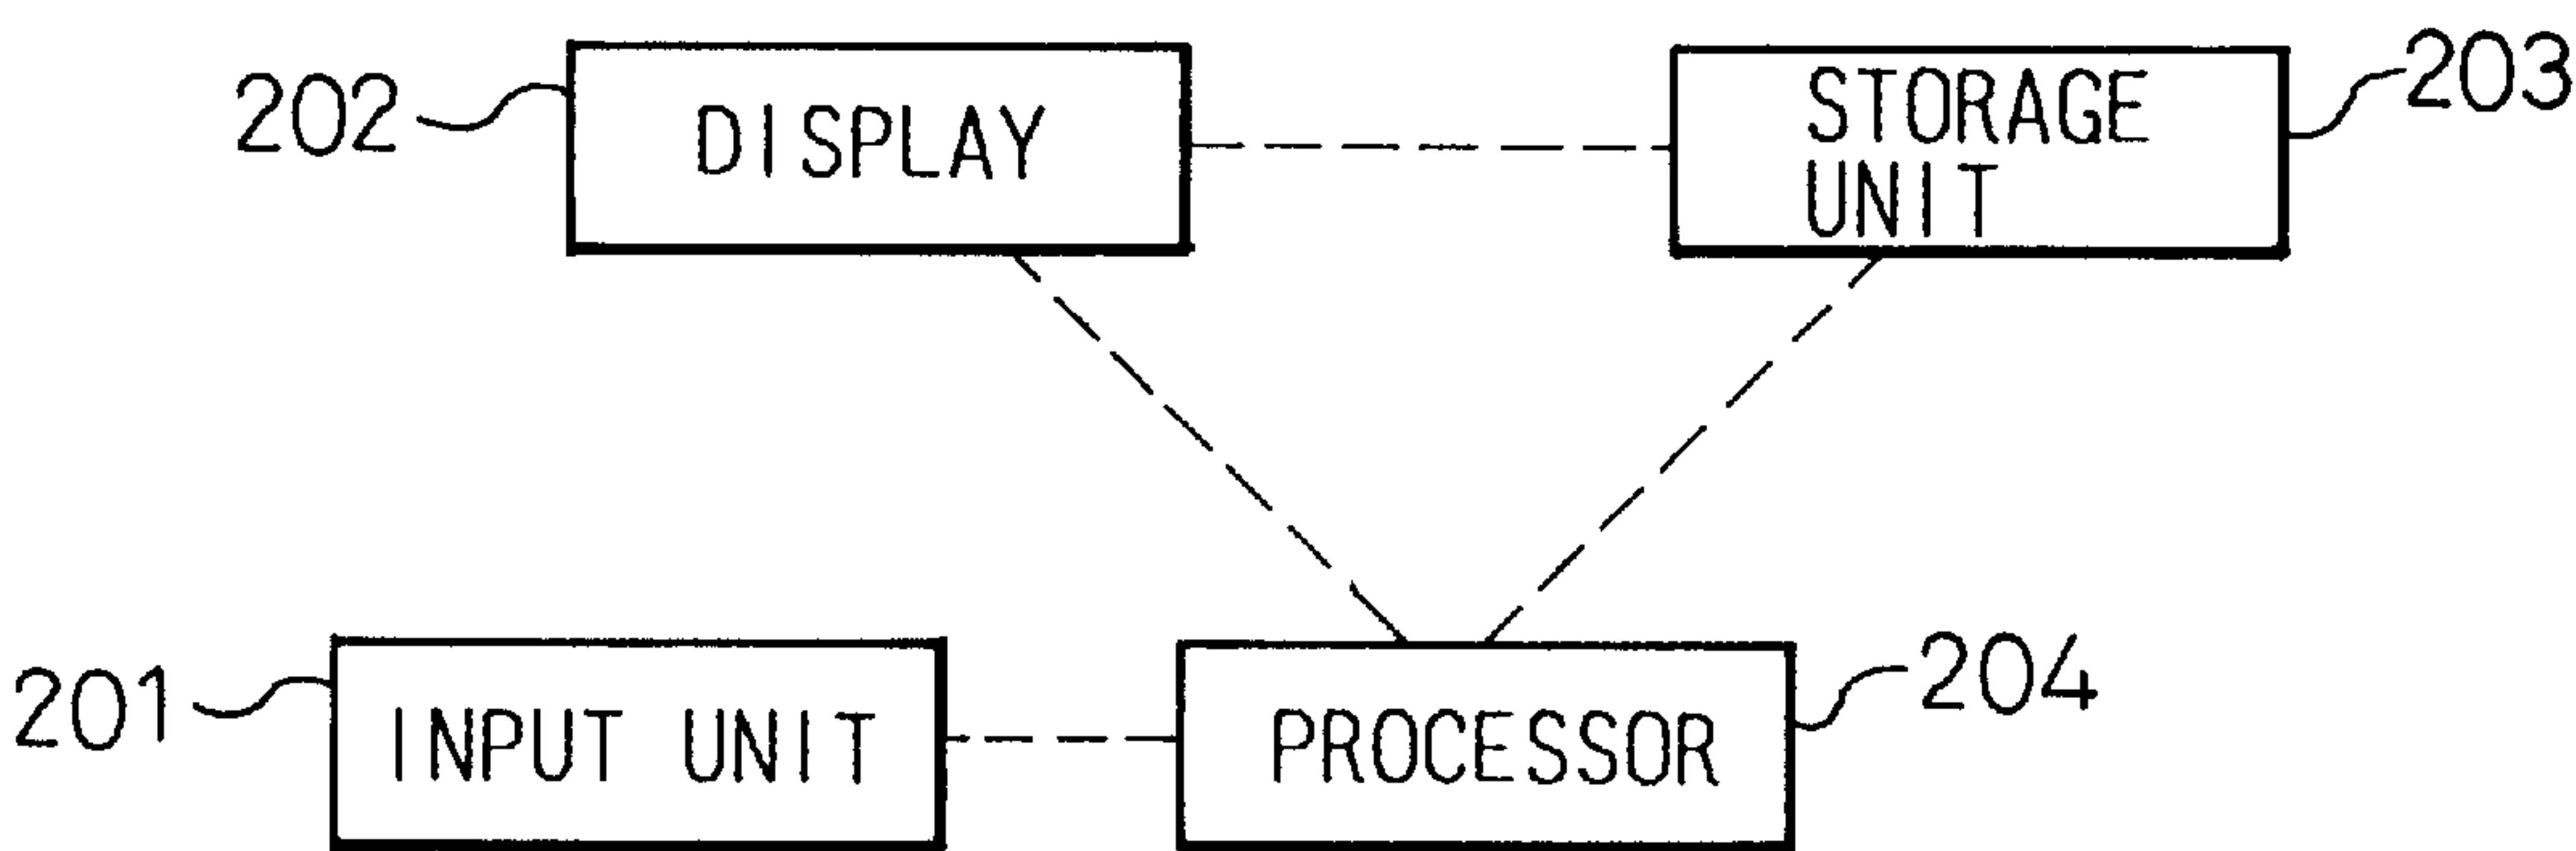 202
DISPLAY
STORAGE
UNIT
203
201
INPUT UNIT
PROCESSOR
204